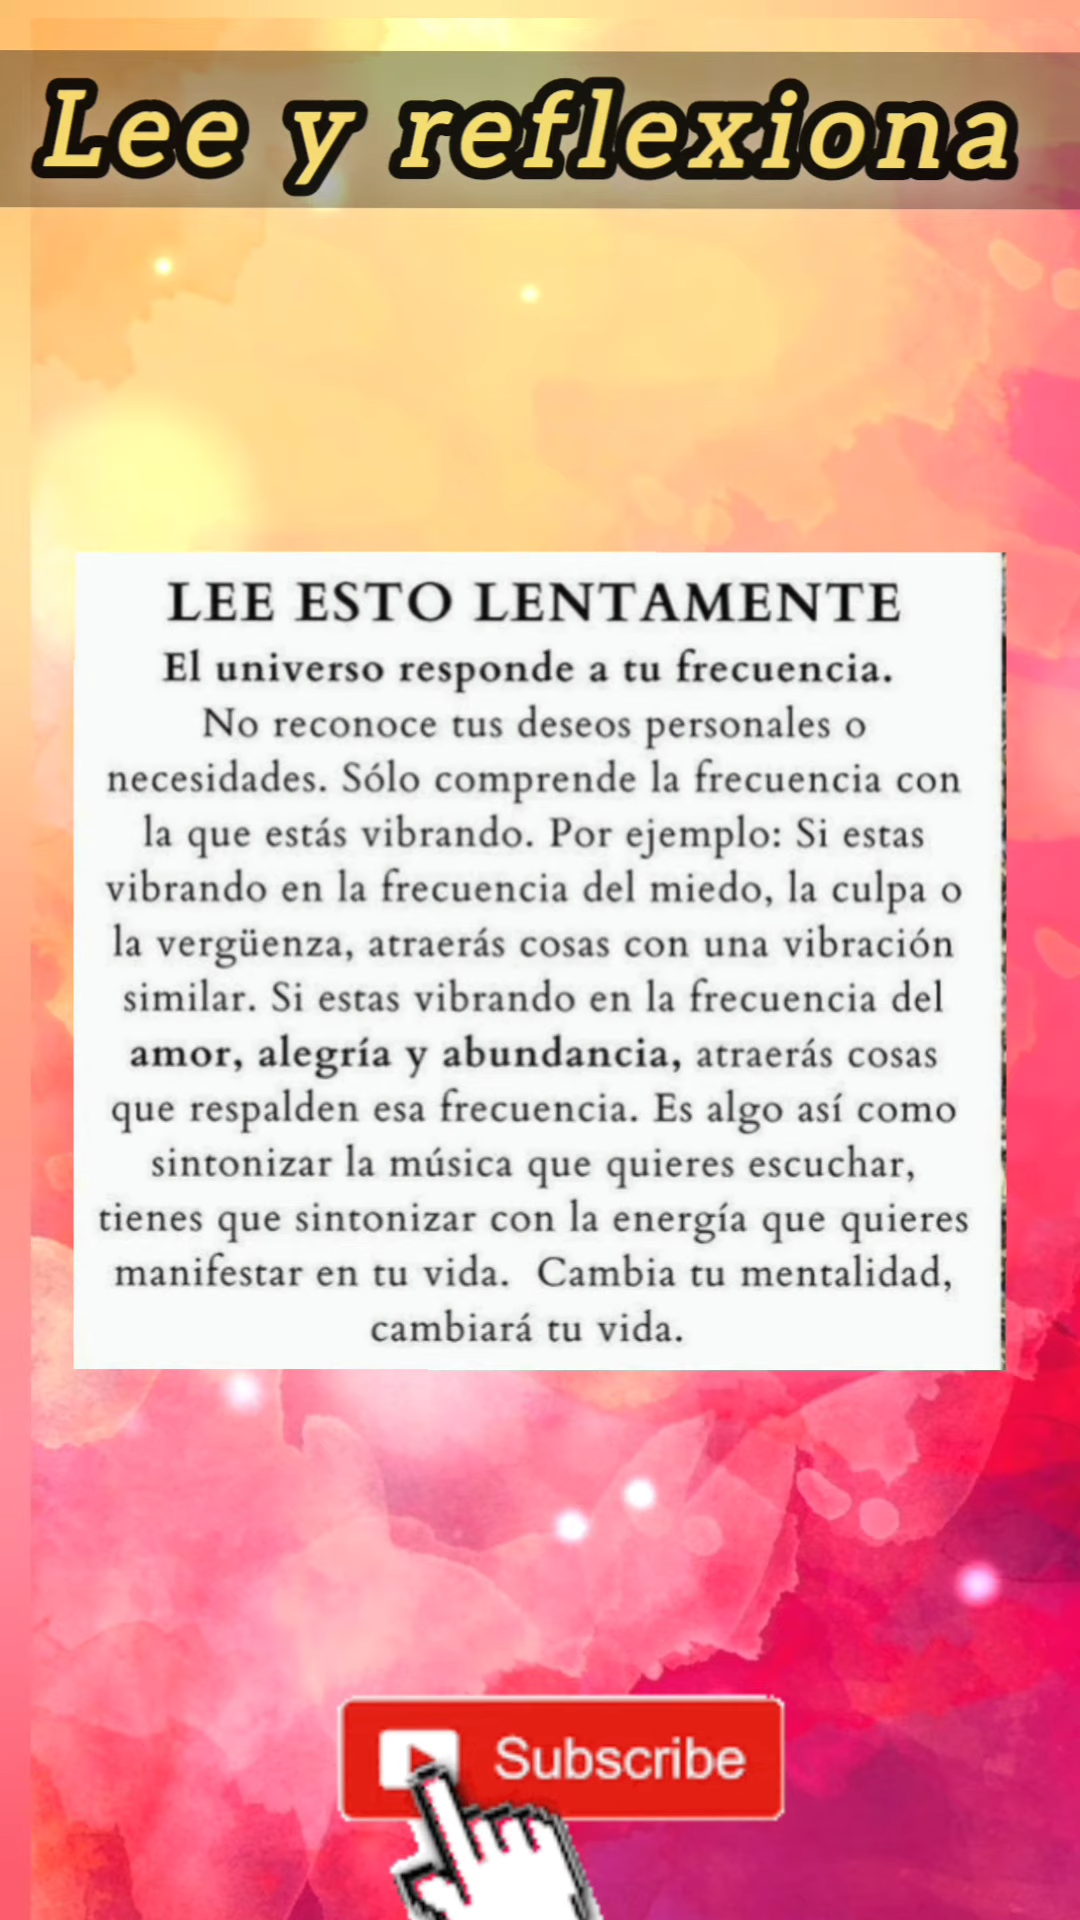 Lee y reflexiona
LEE ESTO LENTAMENTE
El universo responde a tu frecuencia.
No reconoce tus deseos personales o
necesidades. Sólo comprende la frecuencia con
la que estás vibrando. Por ejemplo: Si estas
vibrando en la frecuencia del miedo, la culpa o
la vergüenza, atraerás cosas con una vibración
similar. Si estas vibrando en la frecuencia del
amor, alegría y abundancia, atraerás cosas
que respalden esa frecuencia. Es algo así como
sintonizar la música que quieres escuchar,
tienes que sintonizar con la energía que quieres
manifestar en tu vida.  Cambia tu mentalidad,
cambiará tu vida.
Subscribe